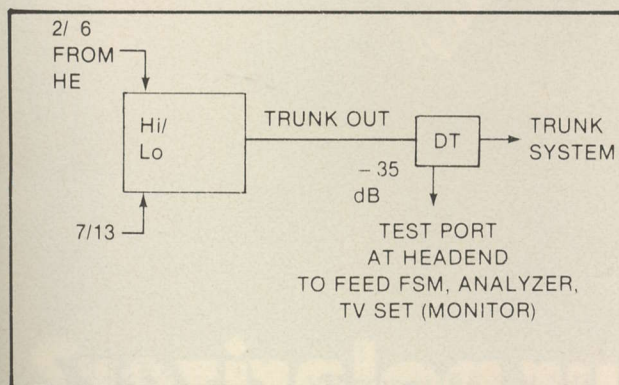 2/ 6
FROM
HE
Hi/
Lo
7/13
TRUNK OUT
DT
TRUNK
SYSTEM
– 35
dB
TEST PORT
AT HEADEND
TO FEED FSM, ANALYZER,
TV SET (MONITOR)